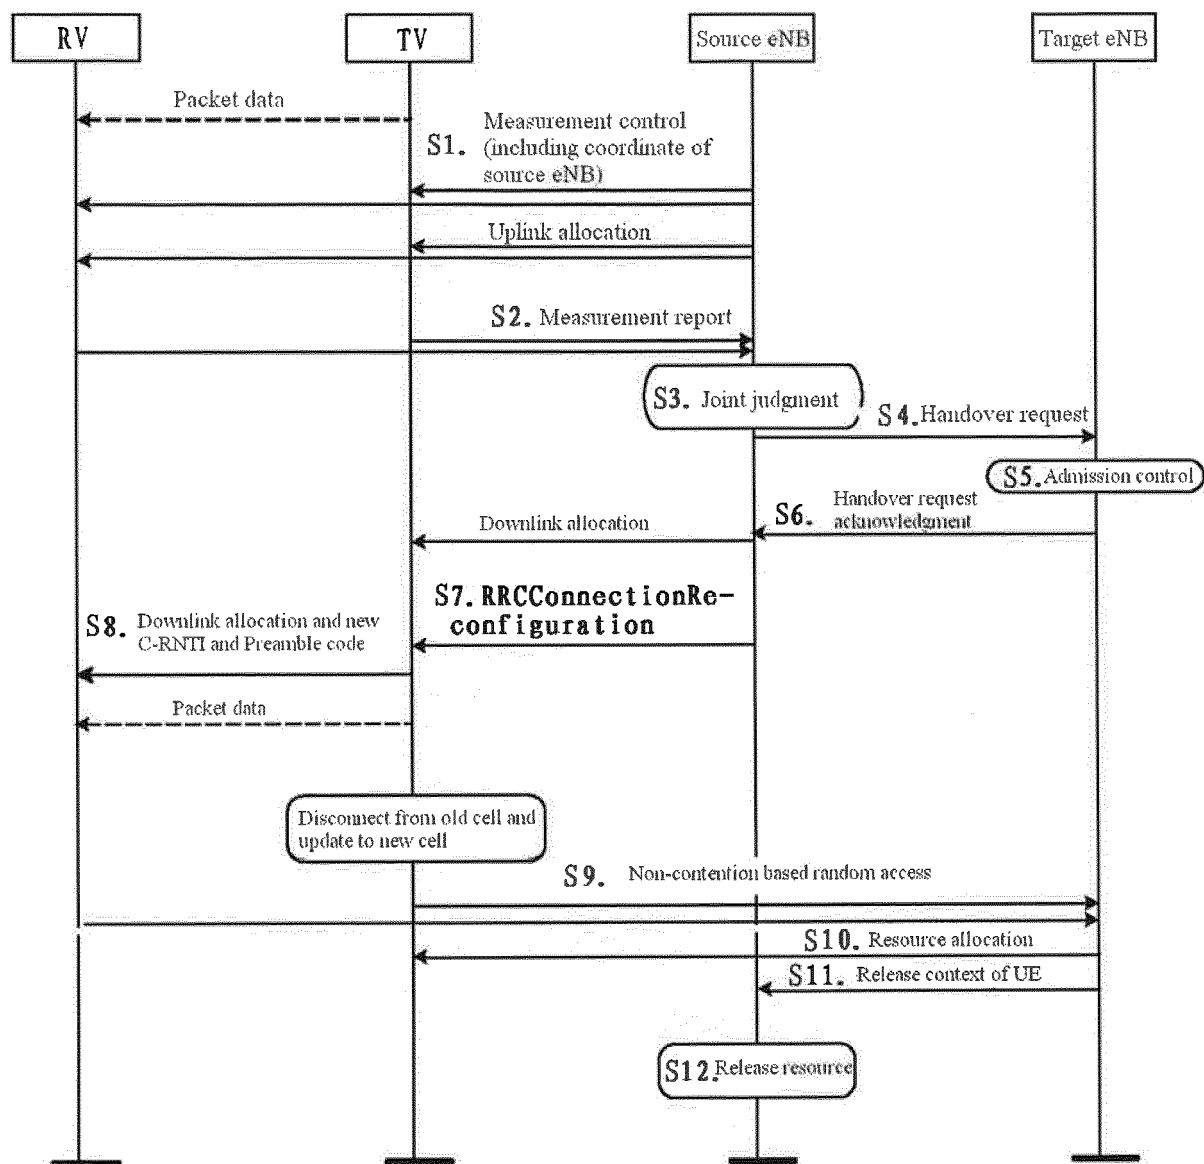 RV
TV
Source eNB
Target eNB
Packet data
S1. Measurement control
(including coordinate of
source eNB)
Uplink allocation
S2. Measurement report
S3. Joint judgment
S4. Handover request
S5. Admission control
S6. Handover request
acknowledgment
Downlink allocation
S7. RRCConnectionRe-
configuration
S8. Downlink allocation and new
C-RNTI and Preamble code
Packet data
Disconnect from old cell and
update to new cell
S9. Non-contention based random access
S10. Resource allocation
S11. Release context of UE
S12. Release resource